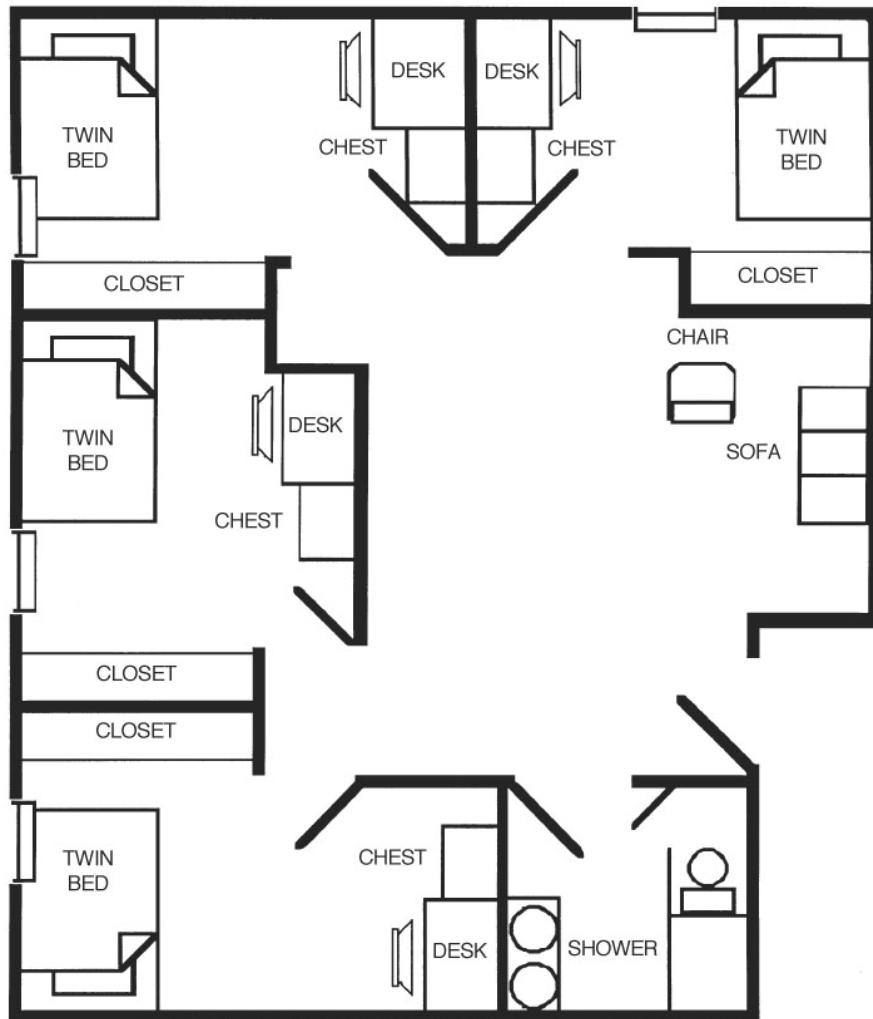 DESK
DESK
TWIN
BED
CHEST
CHEST
TWIN
BED
CLOSET
CLOSET
CHAIR
TWIN
BED
DESK
SOFA
CHEST
CLOSET
CLOSET
TWIN
BED
CHEST
DESK
SHOWER